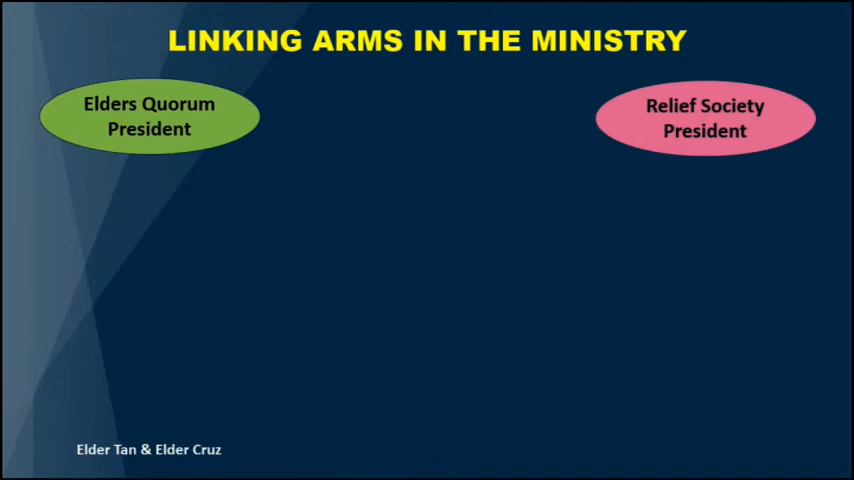 LINKING ARMS IN THE MINISTRY
Elders Quorum
President
Relief Society
President
Elder Tan & Elder Cruz